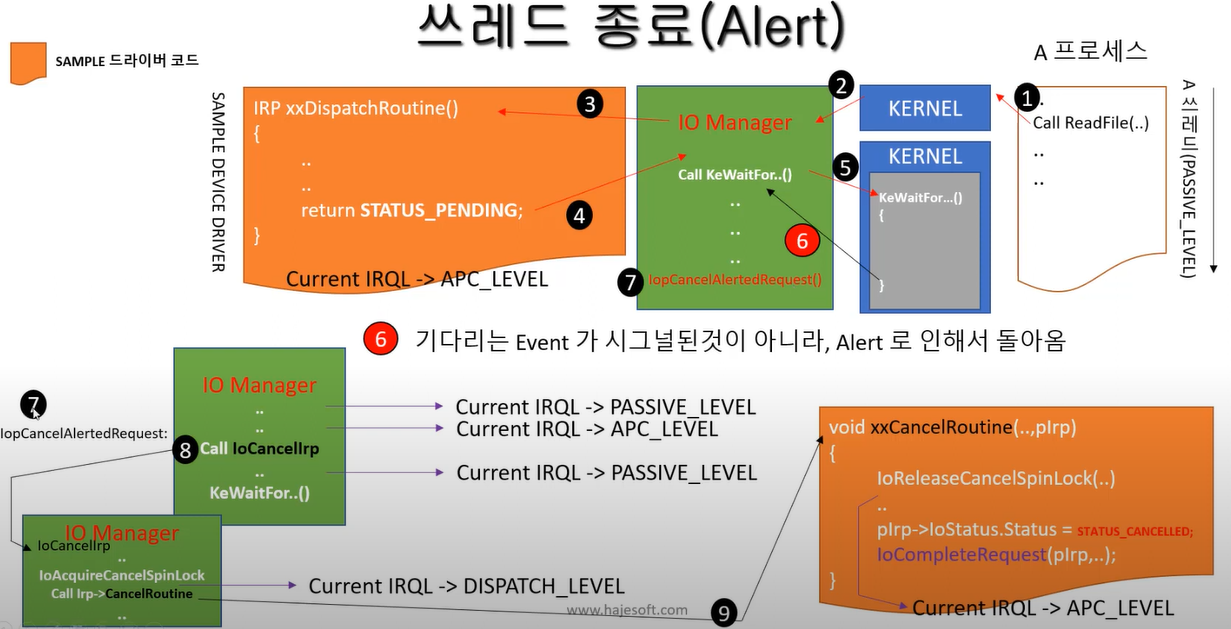 쓰레드 종료(Alert)
SAMPLE 드라이버 코드
A 프로세스
SAMPLE DEVICE DRIVER
IRP xxDispatchRoutine()
{
..
..
return STATUS_PENDING;
}
Current IRQL -> APC_LEVEL
3
4
IO Manager
Call KeWaitFor..()
..
..
..
IopCancelAlertedRequest()
2
5
6
7
KERNEL
KERNEL
KeWaitFor...()
{
}
1
..
Call ReadFile(..)
..
..
A 쓰레드(PASSIVE_LEVEL)
6 기다리는 Event 가 시그널된것이 아니라, Alert 로 인해서 돌아옴
7
IopCancelAlertedRequest:
IO Manager
..
..
8 Call IoCancelIrp
..
KeWaitFor..()
Current IRQL -> PASSIVE_LEVEL
Current IRQL -> APC_LEVEL
Current IRQL -> PASSIVE_LEVEL
IO Manager
IoCancelIrp
..
IoAcquireCancelSpinLock
Call Irp->CancelRoutine
..
Current IRQL -> DISPATCH_LEVEL
www.hajesoft.com
9
void xxCancelRoutine(..,pIrp)
{
IoReleaseCancelSpinLock(..)
..
pIrp->IoStatus.Status = STATUS_CANCELLED;
IoCompleteRequest(pIrp,..);
}
Current IRQL -> APC_LEVEL